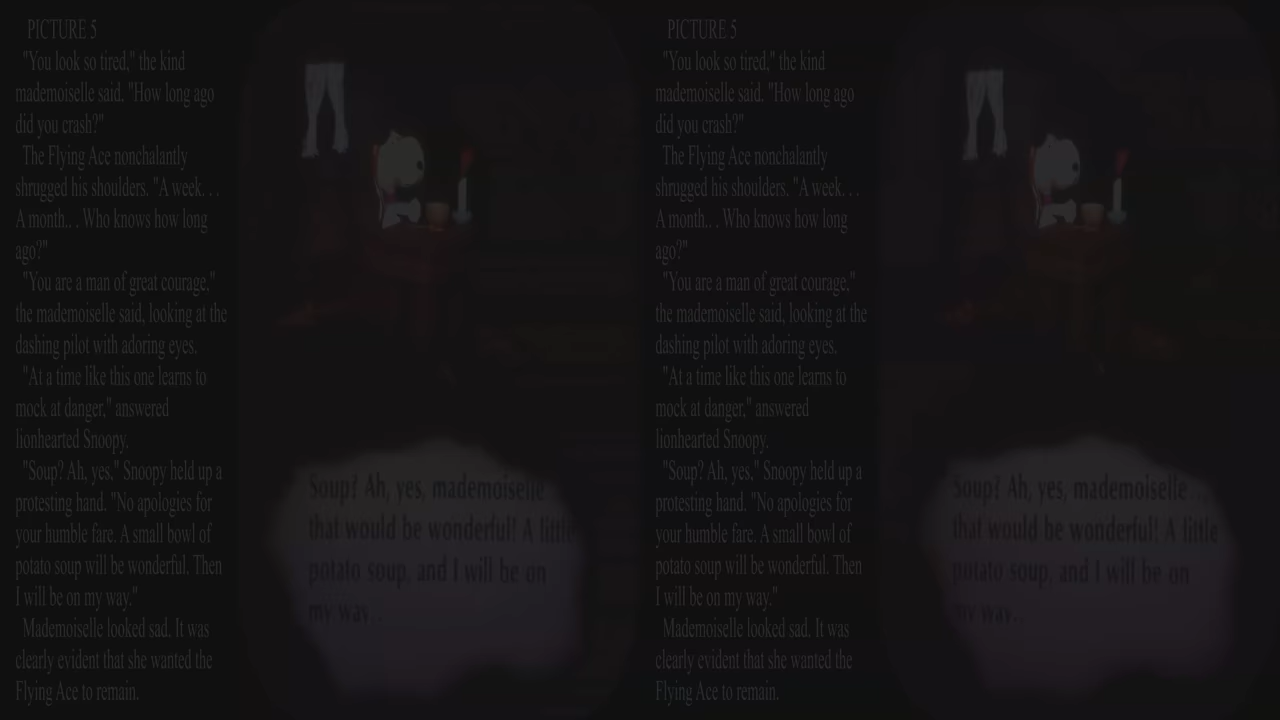 PICTURE 5
"You look so tired," the kind
mademoiselle said. "How long ago
did you crash?"
The Flying Ace nonchalantly
shrugged his shoulders. "A week. . .
A month.. . Who knows how long
ago?"
"You are a man of great courage,"
the mademoiselle said, looking at the
dashing pilot with adoring eyes.
"At a time like this one learns to
mock at danger," answered
lionhearted Snoopy.
"Soup? Ah, yes." Snoopy held up a
protesting hand. "No apologies for
your humble fare. A small bowl of
potato soup will be wonderful. Then
I will be on my way."
Mademoiselle looked sad. It was
clearly evident that she wanted the
Flying Ace to remain.
Soup? Ah, yes, mademoiselle
that would be wonderful! A little
potato soup, and I will be on
my way..
PICTURE 5
"You look so tired," the kind
mademoiselle said. "How long ago
did you crash?"
The Flying Ace nonchalantly
shrugged his shoulders. "A week. . .
A month.. . Who knows how long
ago?"
"You are a man of great courage,"
the mademoiselle said, looking at the
dashing pilot with adoring eyes.
"At a time like this one learns to
mock at danger," answered
lionhearted Snoopy.
"Soup? Ah, yes." Snoopy held up a
protesting hand. "No apologies for
your humble fare. A small bowl of
potato soup will be wonderful. Then
I will be on my way."
Mademoiselle looked sad. It was
clearly evident that she wanted the
Flying Ace to remain.
Soup? Ah, yes, mademoiselle . . .
that would be wonderful! A little
potato soup, and I will be on
my way..